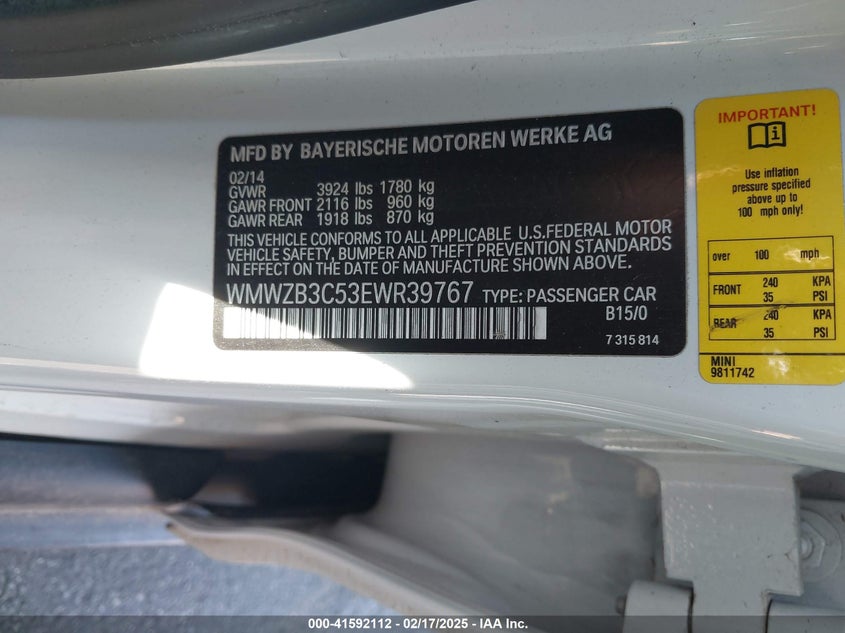 MFD BY BAYERISCHE MOTOREN WERKE AG
02/14
GVWR 3924 lbs 1780 kg
GAWR FRONT 2116 lbs 960 kg
GAWR REAR 1918 lbs 870 kg
THIS VEHICLE CONFORMS TO ALL APPLICABLE U.S.FEDERAL MOTOR
VEHICLE SAFETY, BUMPER AND THEFT PREVENTION STANDARDS
IN EFFECT ON THE DATE OF MANUFACTURE SHOWN ABOVE.
WMWZB3C53EWR39767 TYPE: PASSENGER CAR
B15/0
7 315 814
IMPORTANT!
Use inflation
pressure specified
above up to
100 mph only!
over 100 mph
FRONT 240 KPA
35 PSI
REAR 240 KPA
35 PSI
MINI
9811742
000-41592112 - 02/17/2025 - IAA Inc.